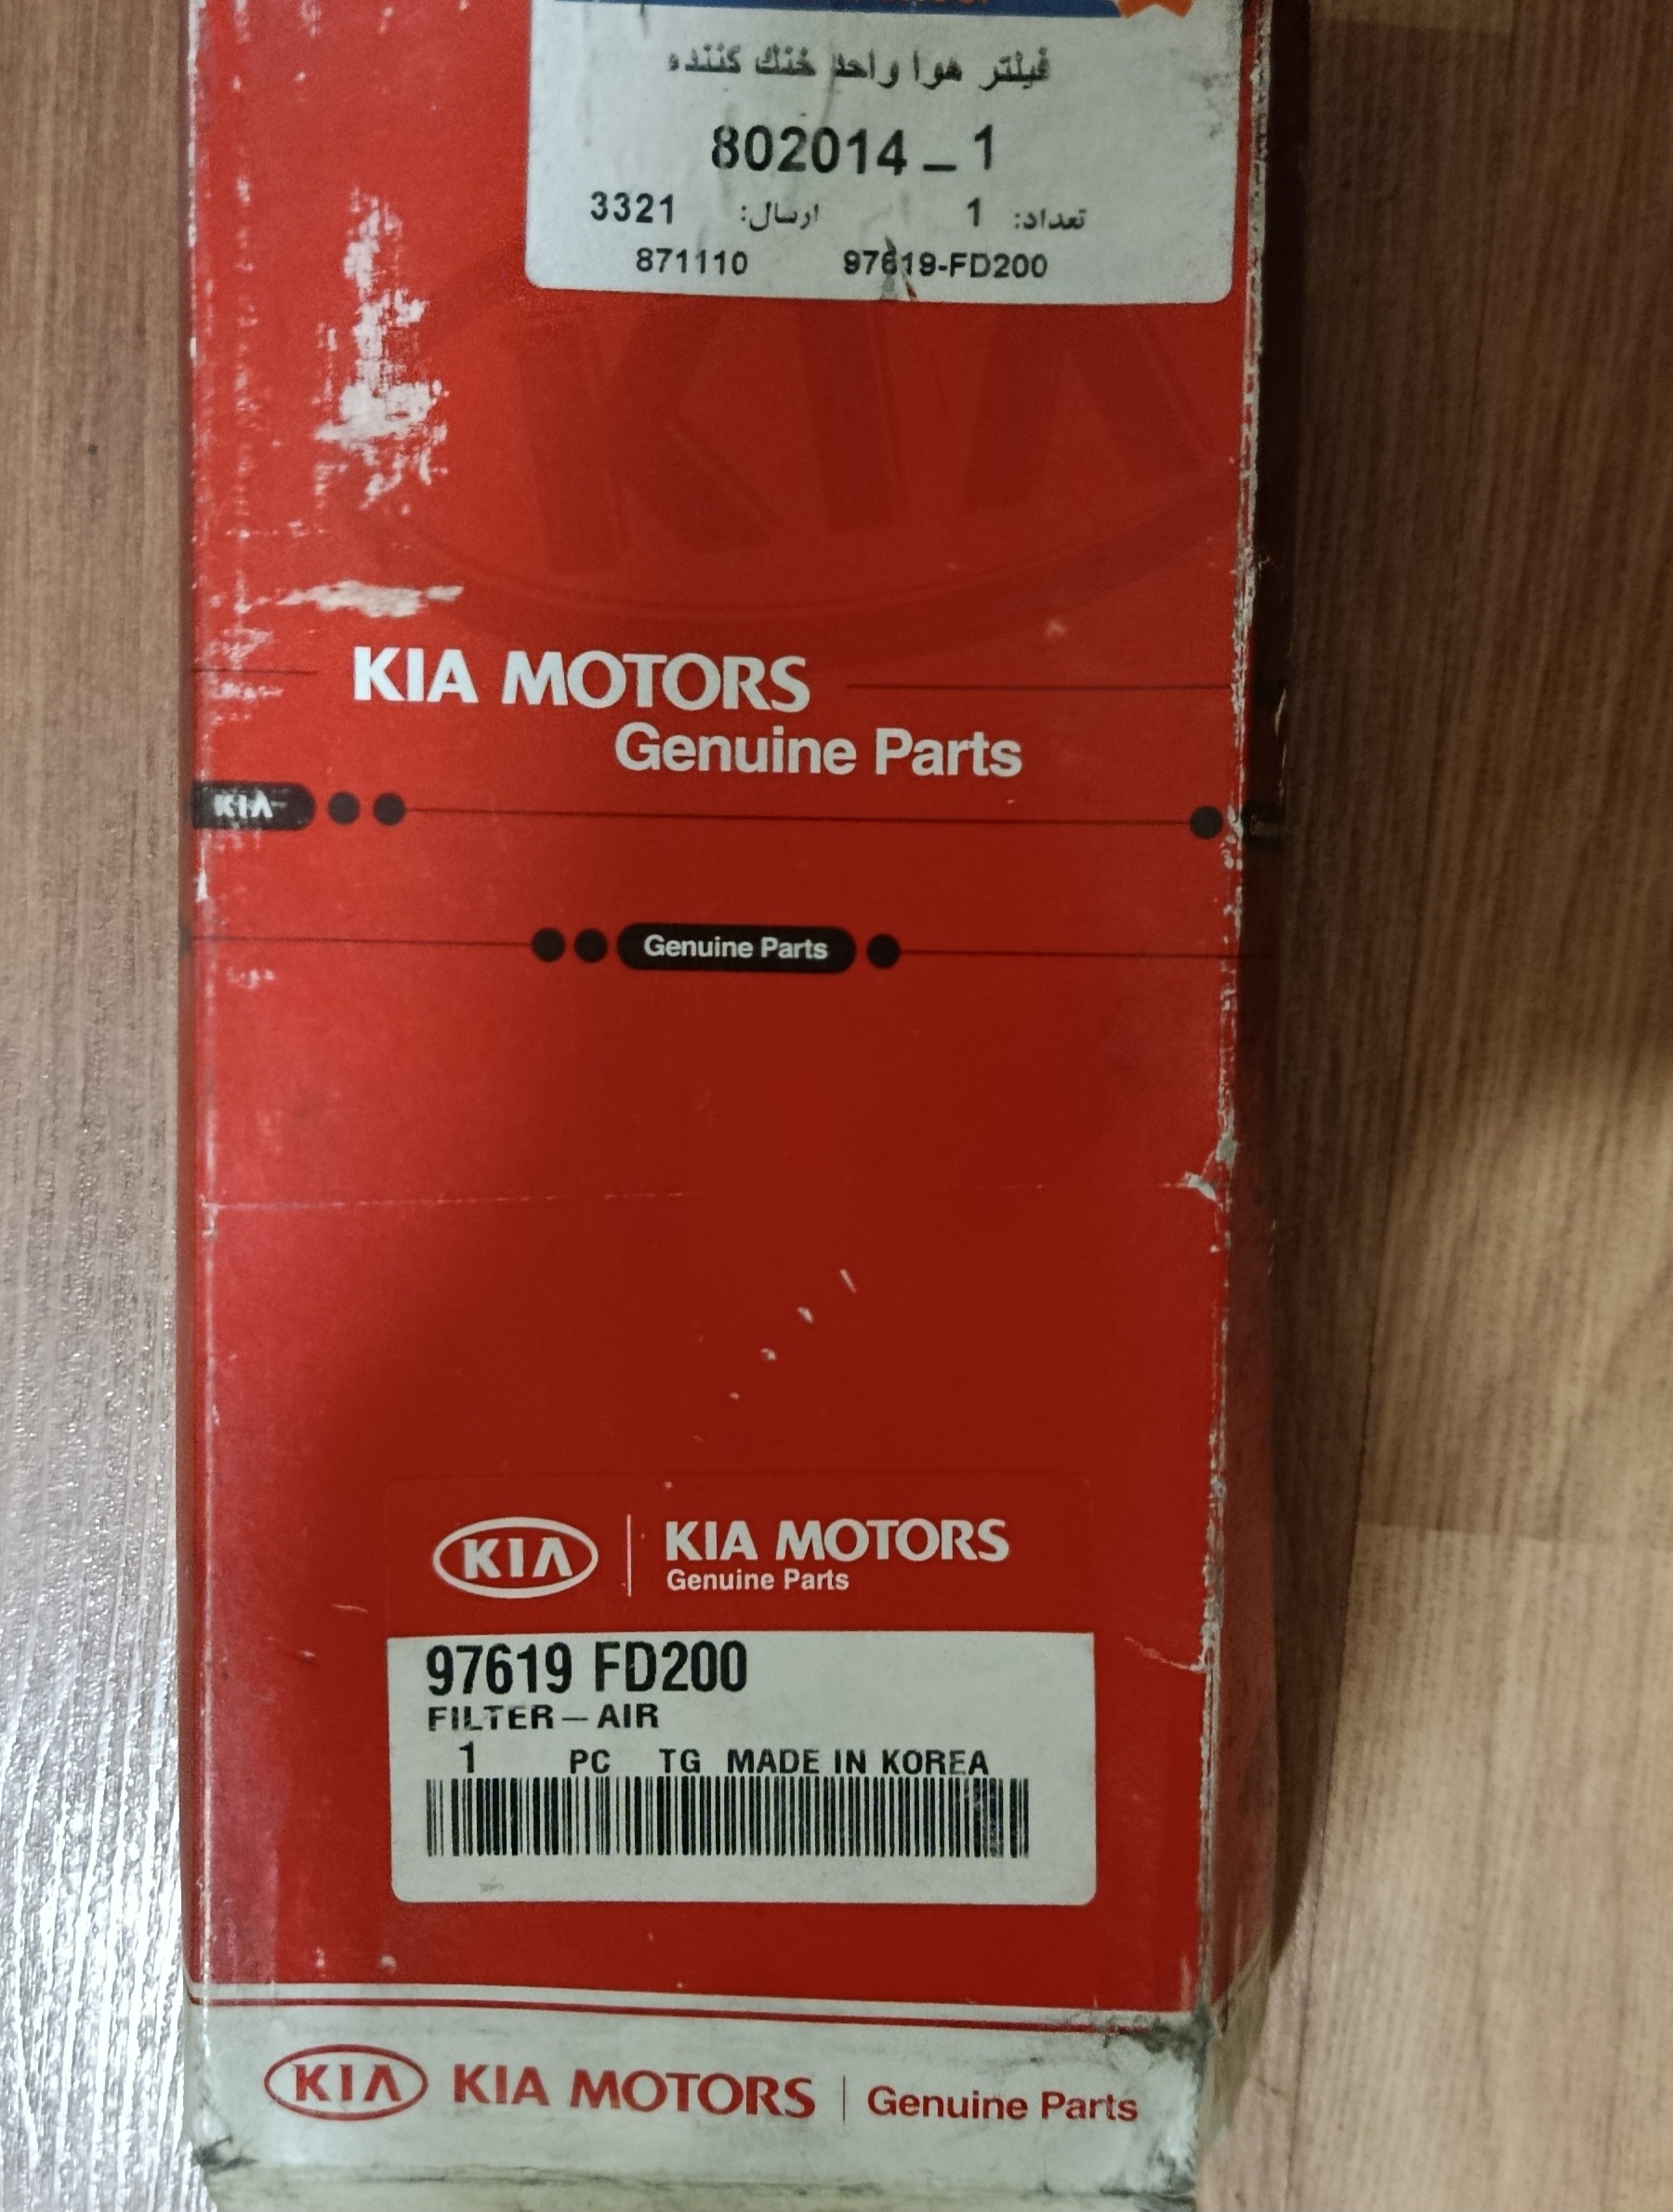 فیلتر هوا واحد خنک کننده
802014 – 1
تعداد: 1 ارسال: 3321
97619-FD200 871110
KIA
KIA MOTORS
Genuine Parts
KIA
Genuine Parts
KIA KIA MOTORS
Genuine Parts
97619 FD200
FILTER – AIR
1 PC TG MADE IN KOREA
KIA KIA MOTORS Genuine Parts